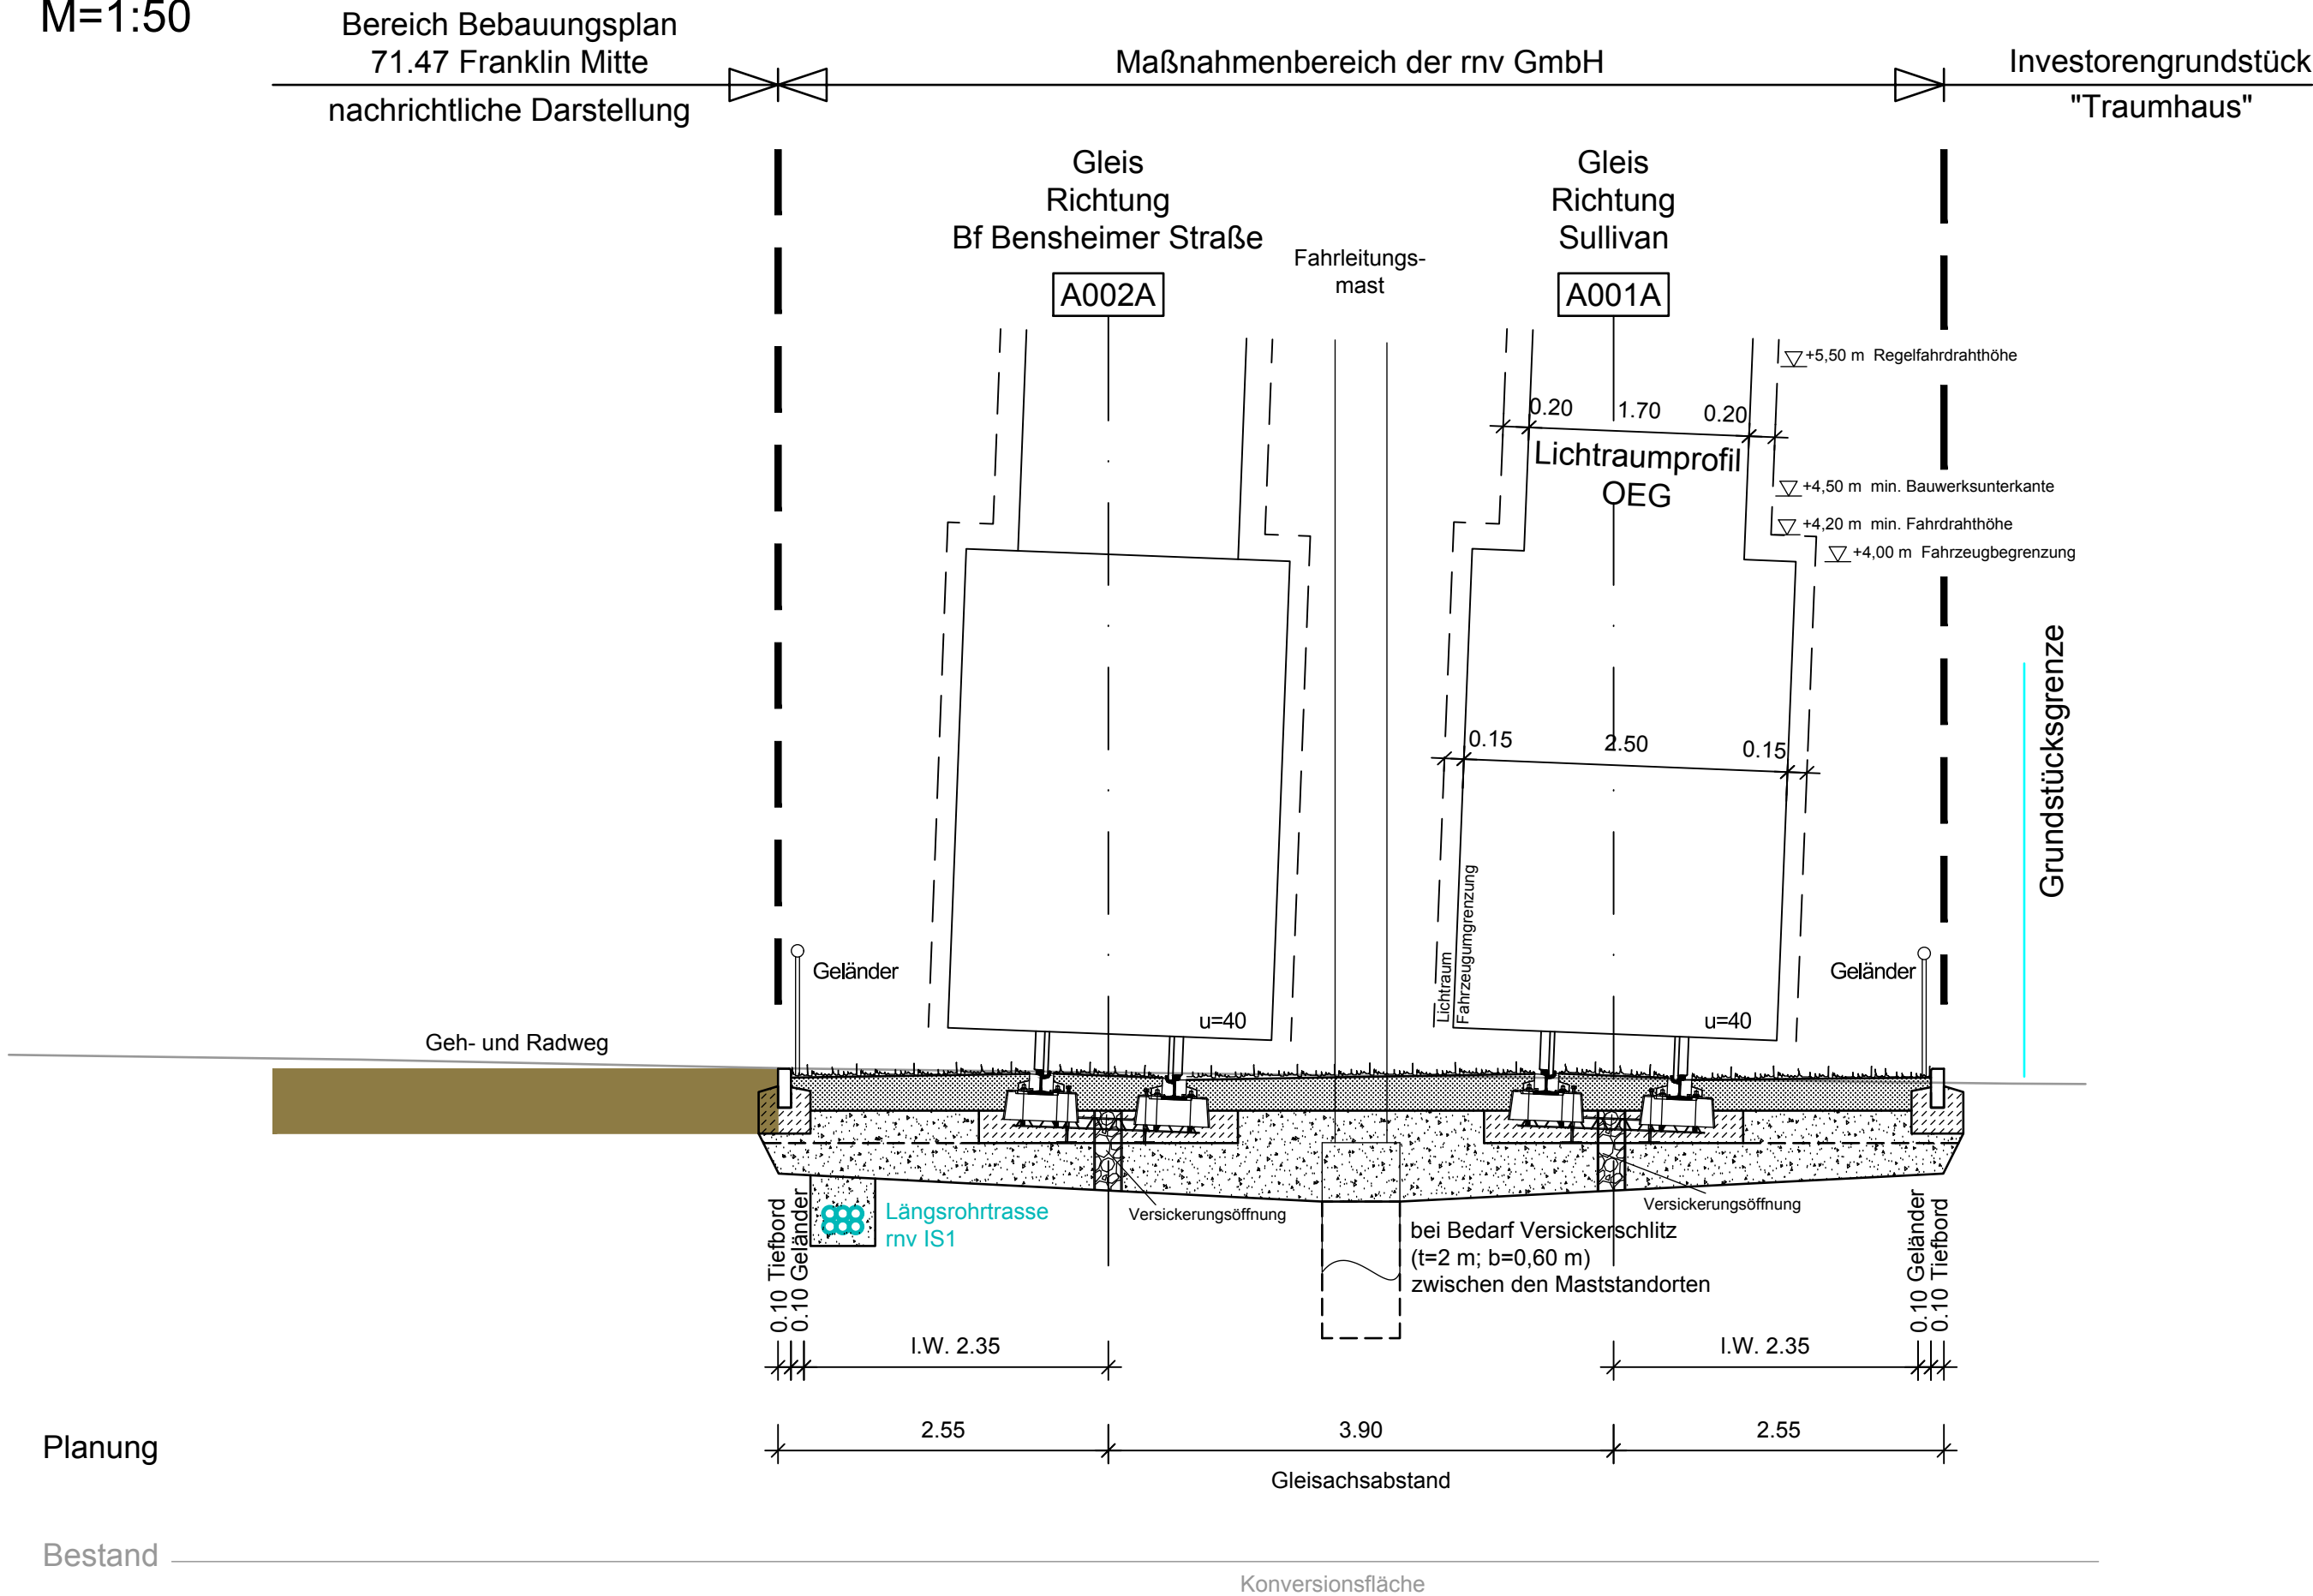 M=1:50
Bereich Bebauungsplan
71.47 Franklin Mitte
nachrichtliche Darstellung
Maßnahmenbereich der rnv GmbH
Investorengrundstück
"Traumhaus"
Gleis
Richtung
Bf Bensheimer Straße
A002A
Fahrleitungs-
mast
Gleis
Richtung
Sullivan
A001A
+5,50 m Regelfahrdrahthöhe
0.20 1.70 0.20
Lichtraumprofil
OEG
+4,50 m min. Bauwerksunterkante
+4,20 m min. Fahrdrahthöhe
+4,00 m Fahrzeugbegrenzung
Grundstücksgrenze
0.15 2.50 0.15
Lichtraum
Fahrzeugumgrenzung
Geländer
Geländer
u=40
u=40
Geh- und Radweg
Längsrohrtrasse
rnv IS1
Versickerungsöffnung
Versickerungsöffnung
bei Bedarf Versickerschlitz
(t=2 m; b=0,60 m)
zwischen den Maststandorten
0.10 Tiefbord
0.10 Geländer
0.10 Geländer
0.10 Tiefbord
l.W. 2.35
l.W. 2.35
Planung
2.55
3.90
2.55
Gleisachsabstand
Bestand
Konversionsfläche